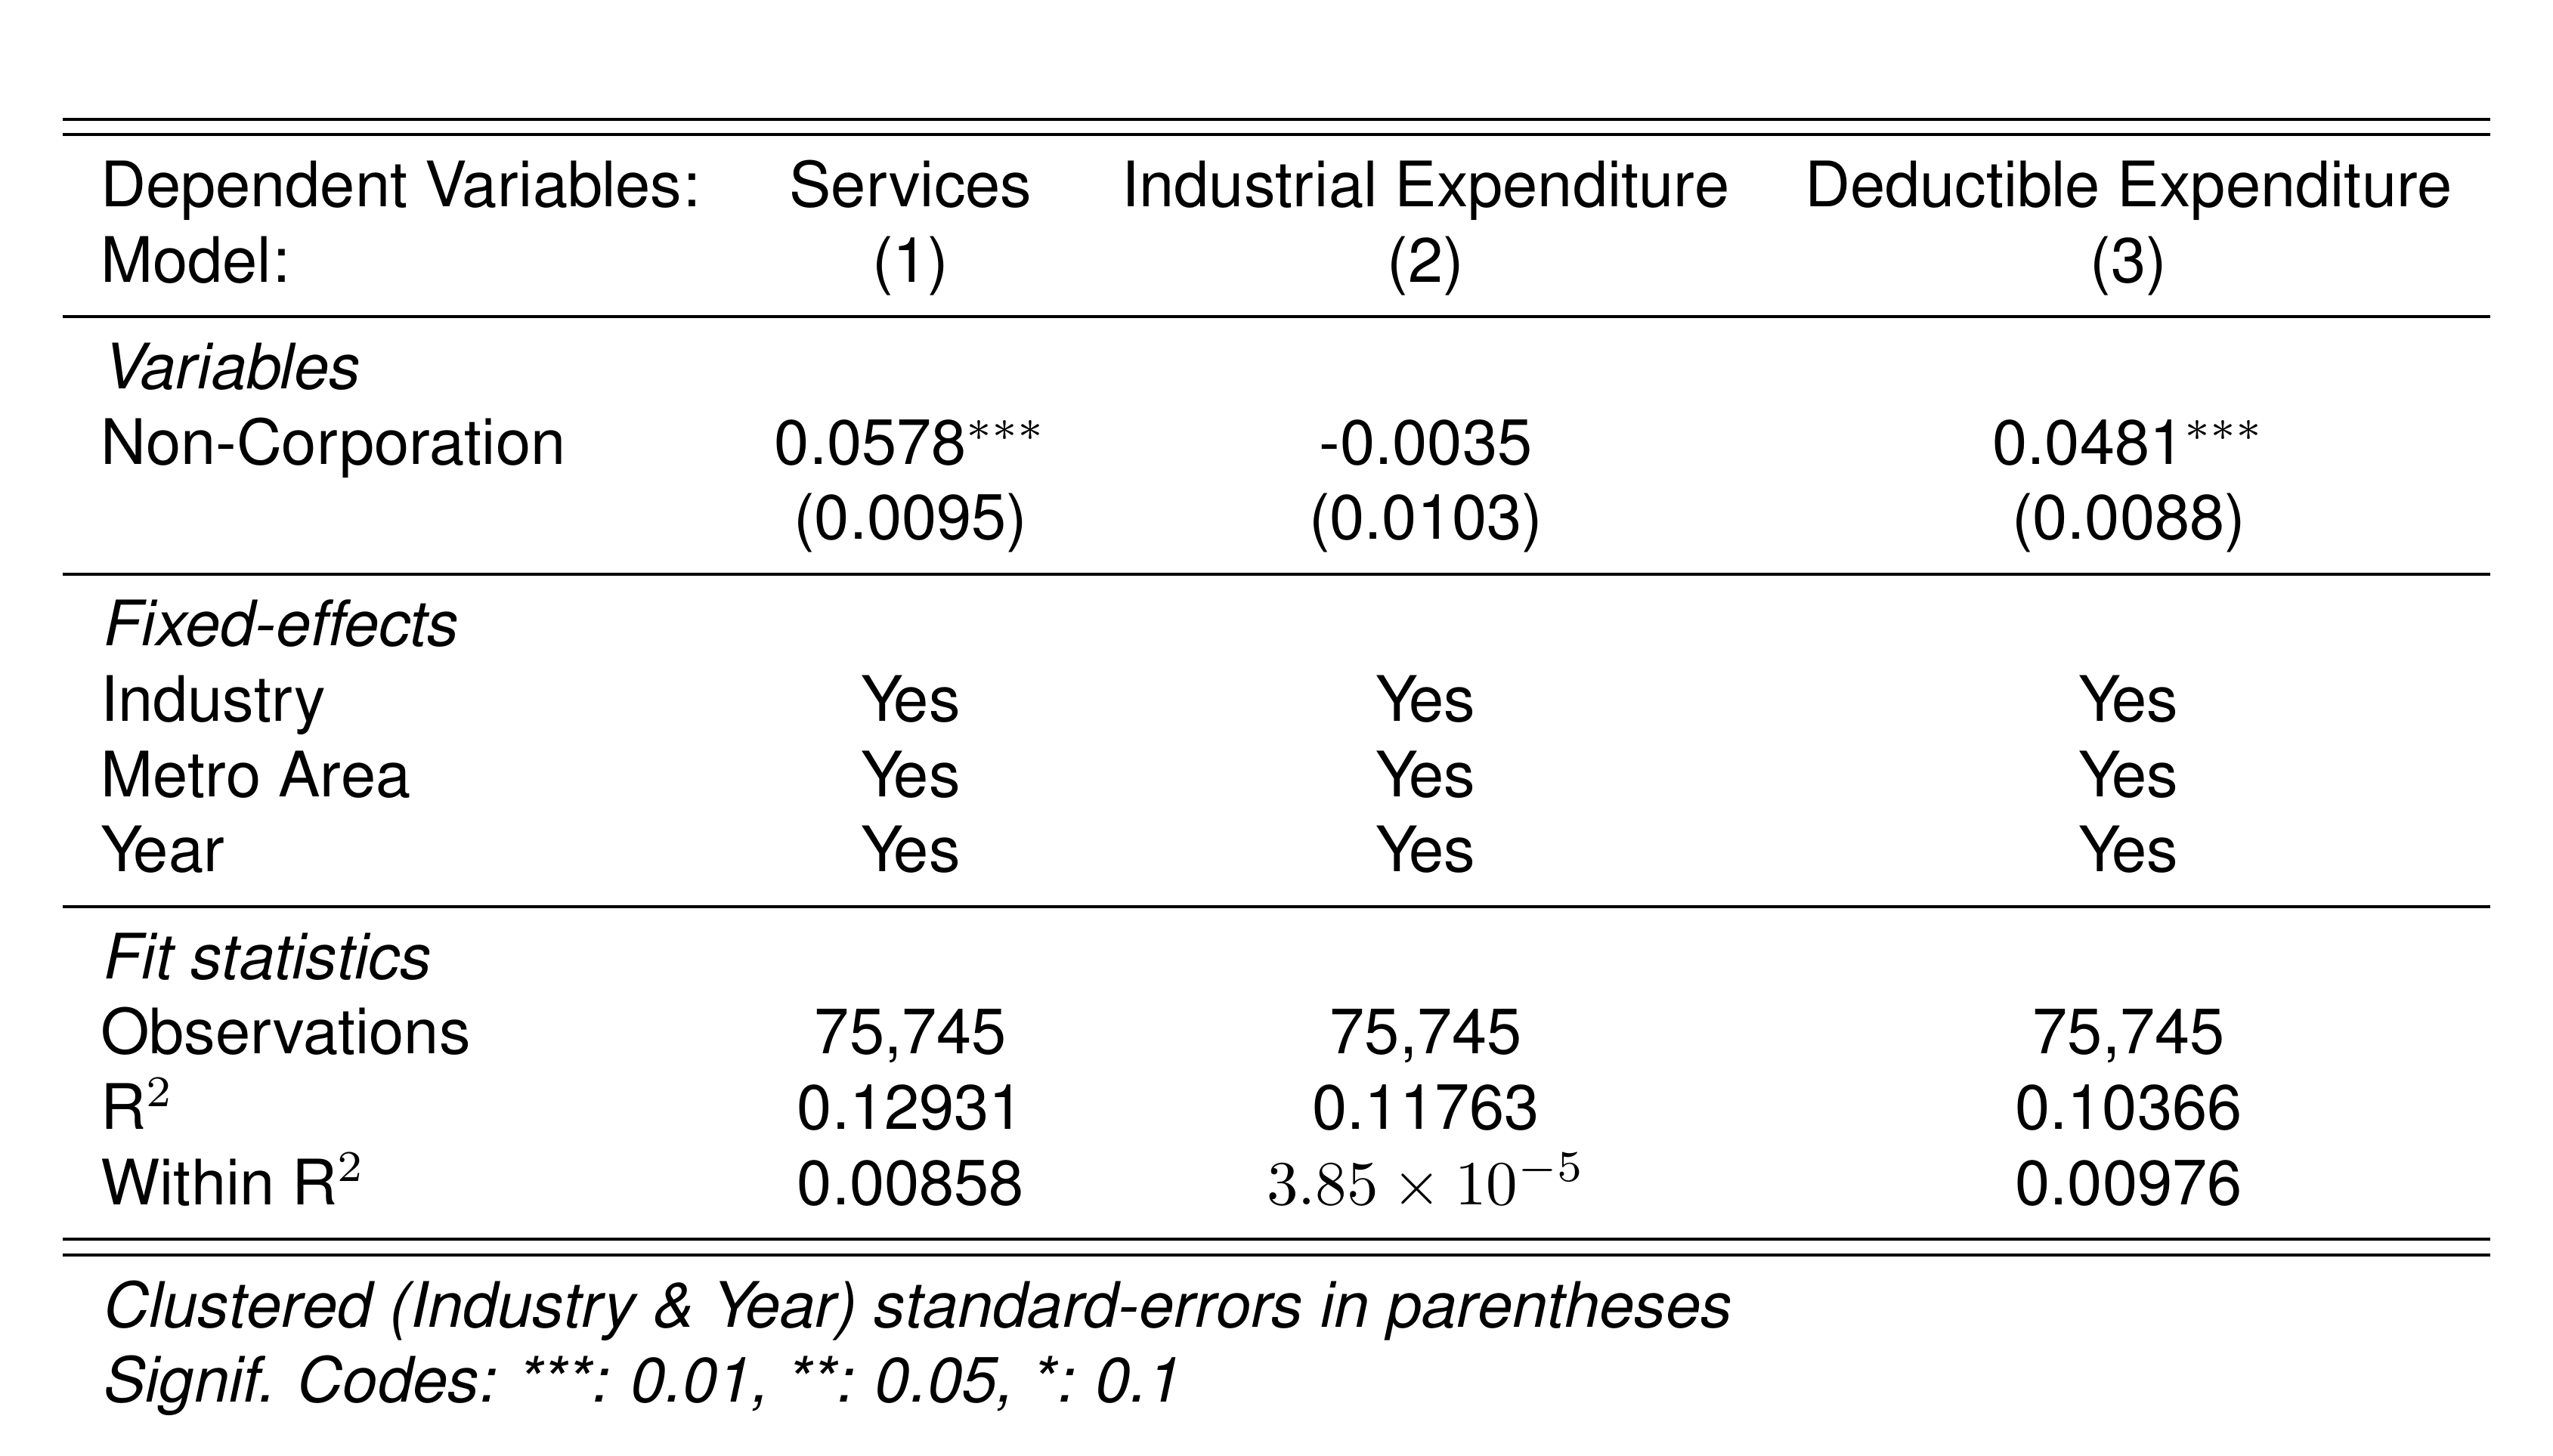 Dependent Variables: Services Industrial Expenditure Deductible Expenditure
Model: (1) (2) (3)
Variables
Non-Corporation 0.0578*** -0.0035 0.0481***
(0.0095) (0.0103) (0.0088)
Fixed-effects
Industry Yes Yes Yes
Metro Area Yes Yes Yes
Year Yes Yes Yes
Fit statistics
Observations 75,745 75,745 75,745
R² 0.12931 0.11763 0.10366
Within R² 0.00858 3.85 × 10⁻⁵ 0.00976
Clustered (Industry & Year) standard-errors in parentheses
Signif. Codes: ***: 0.01, **: 0.05, *: 0.1